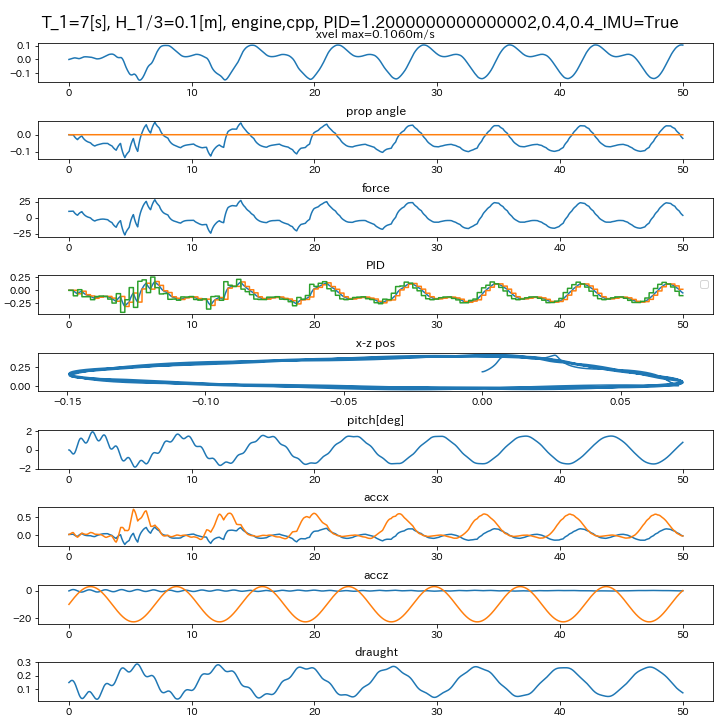 T_1=7[s], H_1/3=0.1[m], engine,cpp, PID=1.2000000000000002,0.4,0.4_IMU=True
xvel max=0.1060m/s
0.1
0.0
−0.1
0 10 20 30 40 50
prop angle
0.0
−0.1
0 10 20 30 40 50
force
25
0
−25
0 10 20 30 40 50
PID
0.25
0.00
−0.25
0 10 20 30 40 50
x-z pos
0.25
0.00
−0.15 −0.10 −0.05 0.00 0.05
pitch[deg]
2
0
−2
0 10 20 30 40 50
accx
0.5
0.0
0 10 20 30 40 50
accz
0
−20
0 10 20 30 40 50
draught
0.3
0.2
0.1
0 10 20 30 40 50